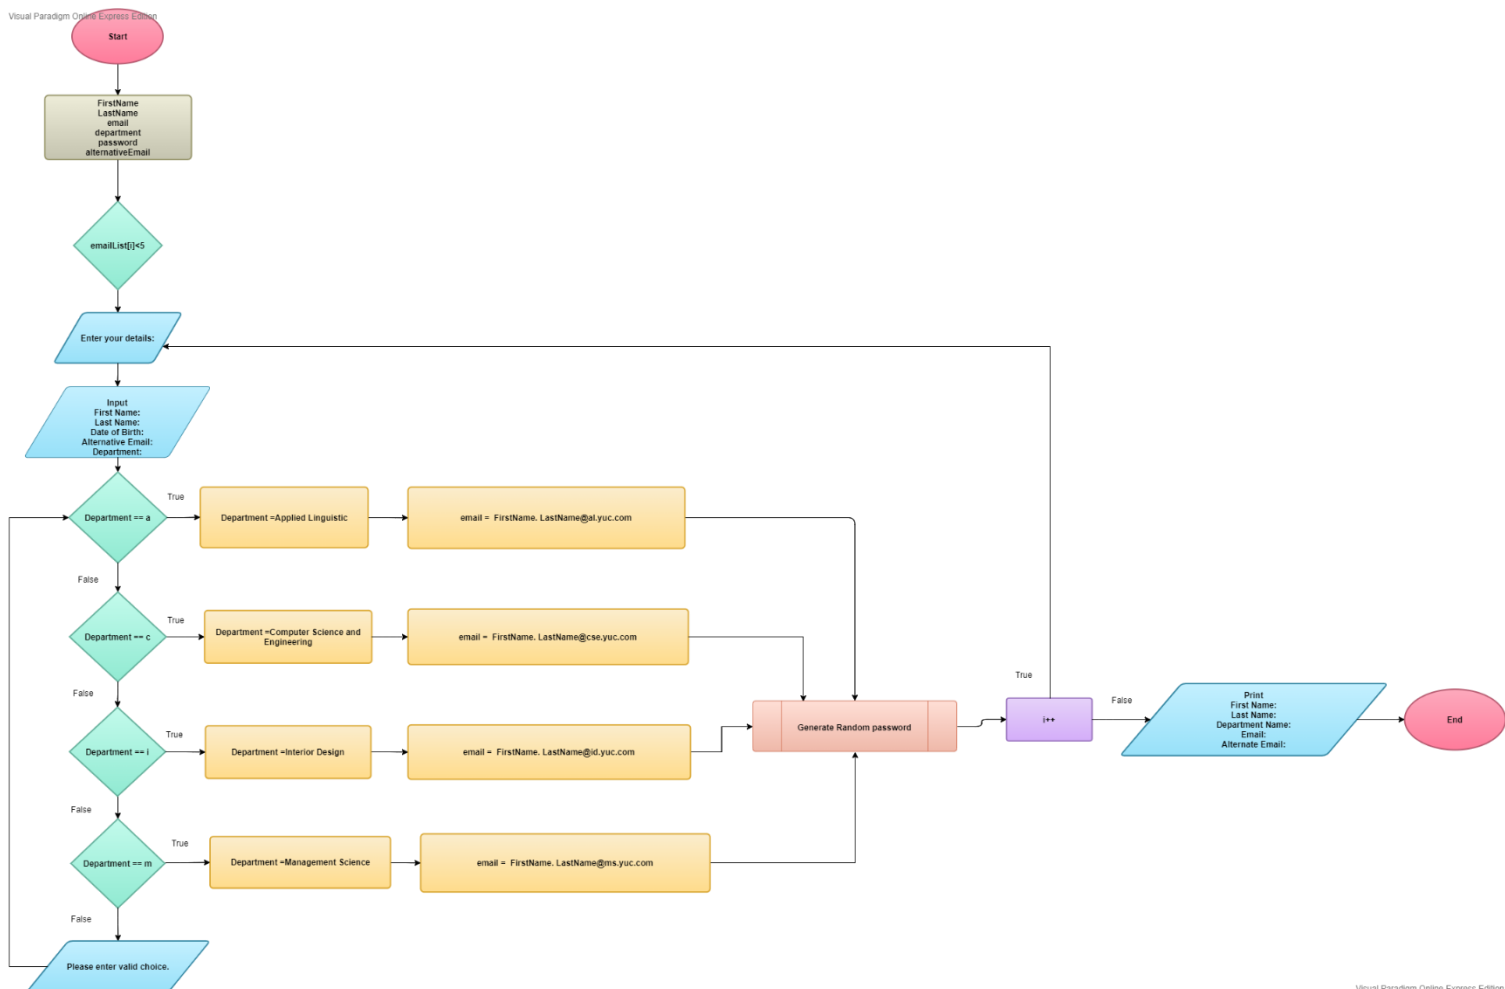 Visual Paradigm Online Express Edition
Start
FirstName
LastName
email
department
password
alternativeEmail
emailList[i]<5
Enter your details:
Input
First Name:
Last Name:
Date of Birth:
Alternative Email:
Department:
Department == a
True
Department =Applied Linguistic
email = FirstName. LastName@al.yuc.com
False
Department == c
True
Department =Computer Science and
Engineering
email = FirstName. LastName@cse.yuc.com
False
Department == i
True
Department =Interior Design
email = FirstName. LastName@id.yuc.com
False
Department == m
True
Department =Management Science
email = FirstName. LastName@ms.yuc.com
False
Please enter valid choice.
Generate Random password
True
i++
False
Print
First Name:
Last Name:
Department Name:
Email:
Alternate Email:
End
Visual Paradigm Online Express Edition